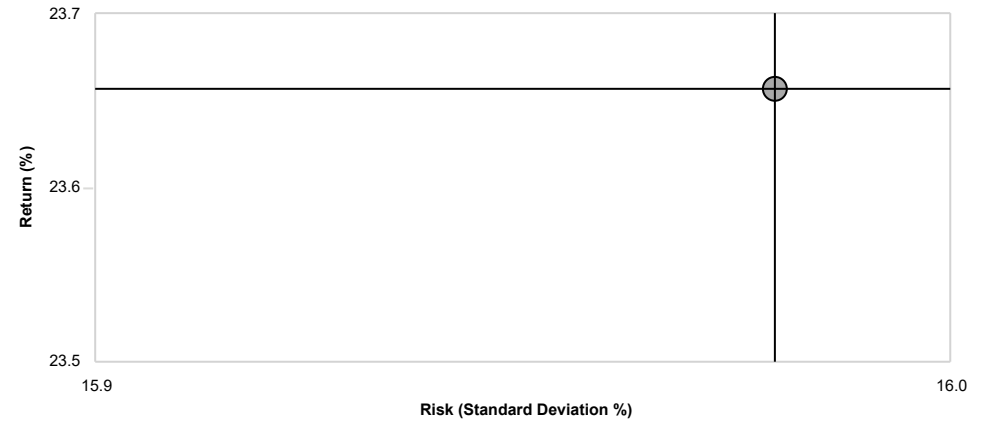 23.7
23.6
23.5
Return (%)
15.9
16.0
Risk (Standard Deviation %)